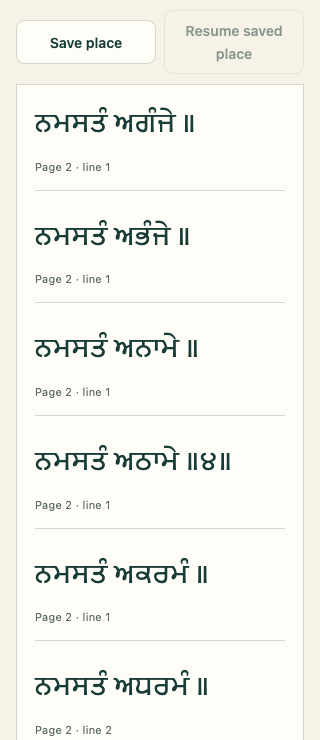 Save place
Resume saved
place
ਨਮਸਤੰ ਅਗੰਜੇ ॥
Page 2 · line 1
ਨਮਸਤੰ ਅਭੰਜੇ ॥
Page 2 · line 1
ਨਮਸਤੰ ਅਨਾਮੇ ॥
Page 2 · line 1
ਨਮਸਤੰ ਅਠਾਮੇ ॥੪॥
Page 2 · line 1
ਨਮਸਤੰ ਅਕਰਮੰ ॥
Page 2 · line 1
ਨਮਸਤੰ ਅਧਰਮੰ ॥
Page 2 · line 2